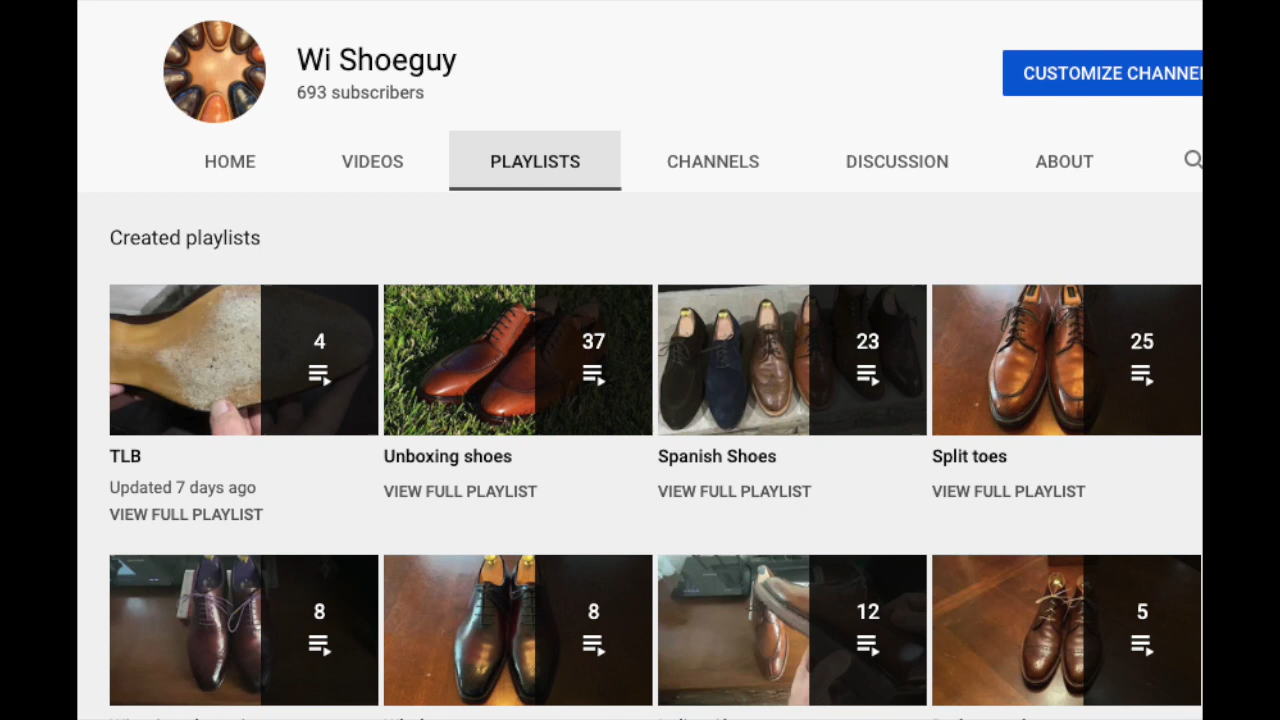 Wi Shoeguy
693 subscribers
CUSTOMIZE CHANNEL
HOME VIDEOS PLAYLISTS CHANNELS DISCUSSION ABOUT
Created playlists
4 37 23 25
TLB Unboxing shoes Spanish Shoes Split toes
Updated 7 days ago
VIEW FULL PLAYLIST VIEW FULL PLAYLIST VIEW FULL PLAYLIST
VIEW FULL PLAYLIST
8 8 12 5